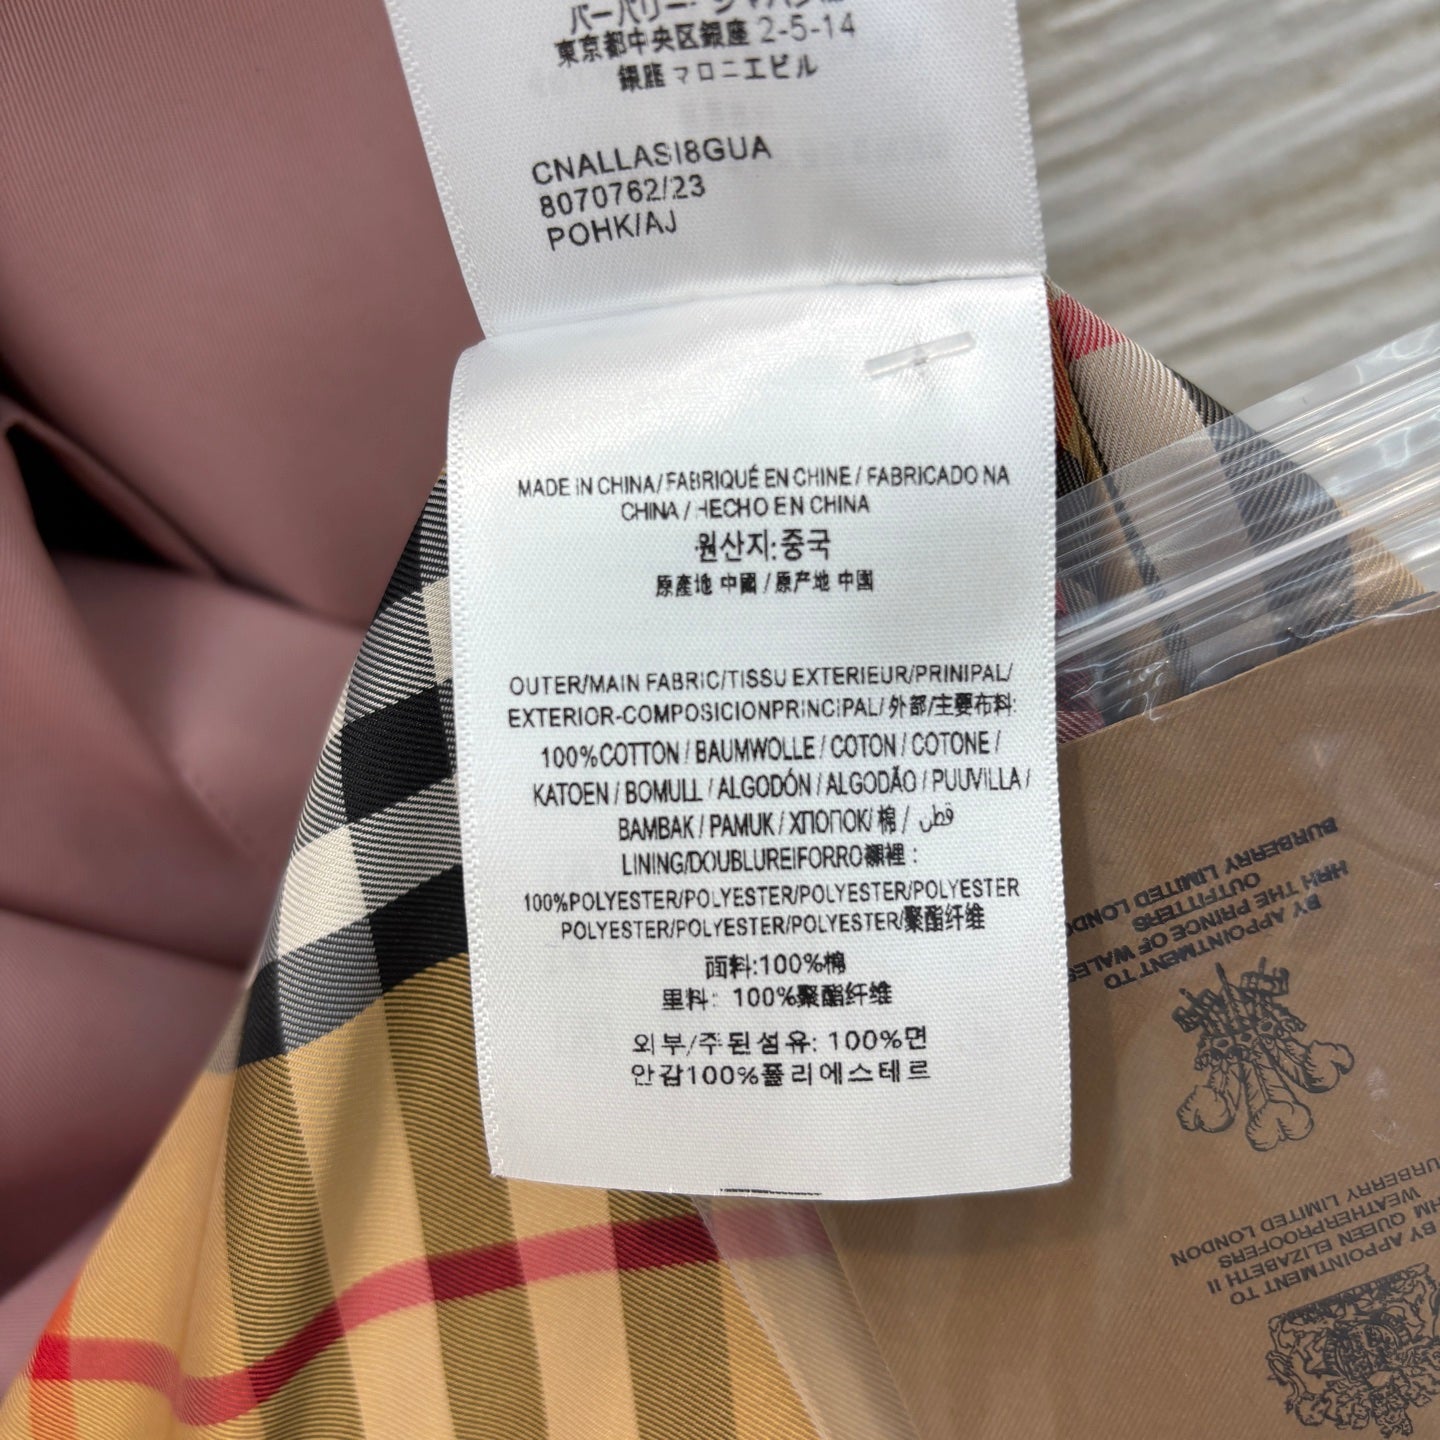 バーバリー・ジャパン㈱
東京都中央区銀座 2-5-14
銀座 マロニエビル
CNALLASI8GUA
8070762/23
POHK/AJ
MADE IN CHINA / FABRIQUÉ EN CHINE / FABRICADO NA
CHINA / HECHO EN CHINA
원산지: 중국
原產地 中國 / 原产地 中国
OUTER/MAIN FABRIC/TISSU EXTERIEUR/PRINIPAL/
EXTERIOR-COMPOSICIONPRINCIPAL/ 外部/主要布料:
100%COTTON / BAUMWOLLE / COTON / COTONE /
KATOEN / BOMULL / ALGODÓN / ALGODÃO / PUUVILLA /
BAMBAK / PAMUK / ΧΠΟΠΟΚ/ 棉 / قطن
LINING/DOUBLUREIFORRO襯裡 :
100%POLYESTER/POLYESTER/POLYESTER/POLYESTER
POLYESTER/POLYESTER/POLYESTER/聚酯纤维
面料:100%棉
里料: 100%聚酯纤维
외부/주된섬유: 100%면
안감100%폴리에스테르
BY APPOINTMENT TO
HRH THE PRINCE OF WALES
OUTFITTERS
BURBERRY LIMITED LONDON
BY APPOINTMENT TO
HM QUEEN ELIZABETH II
WEATHERPROOFERS
BURBERRY LIMITED LONDON